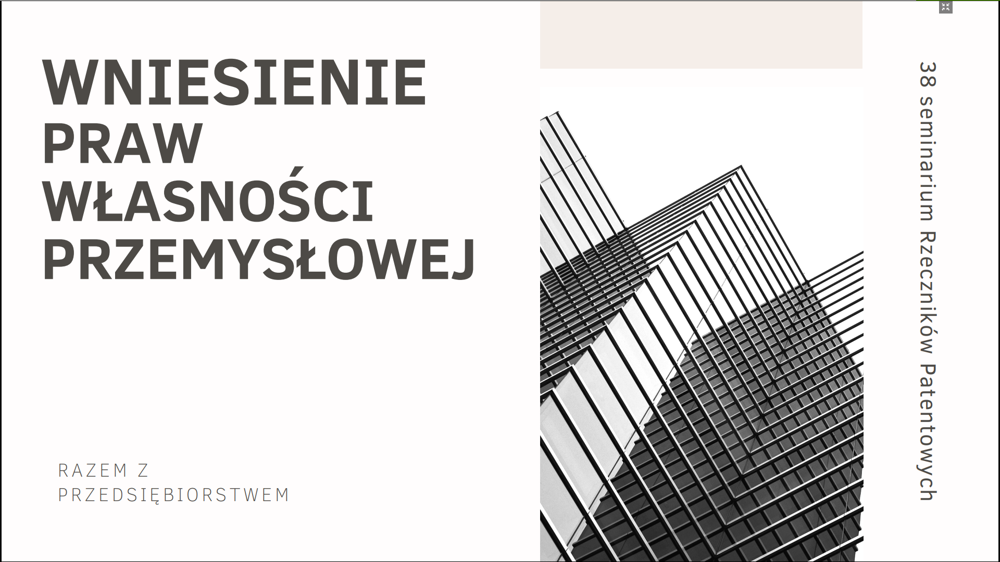 WNIESIENIE
PRAW
WŁASNOŚCI
PRZEMYSŁOWEJ
RAZEM Z
PRZEDSIĘBIORSTWEM
38 seminarium Rzeczników Patentowych